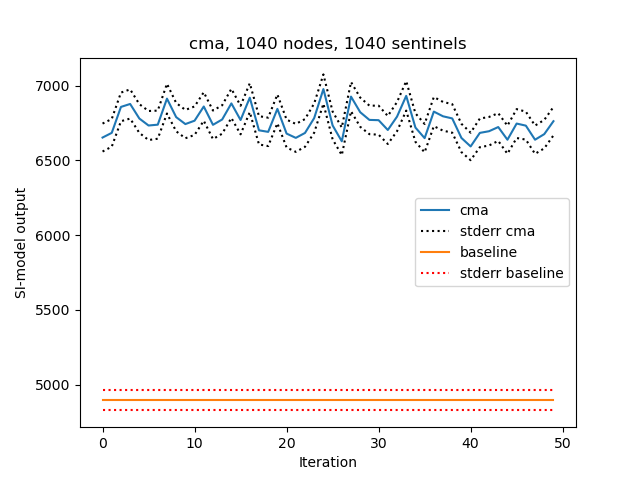 cma, 1040 nodes, 1040 sentinels
SI-model output
7000
6500
6000
5500
5000
cma
stderr cma
baseline
stderr baseline
0 10 20 30 40 50
Iteration